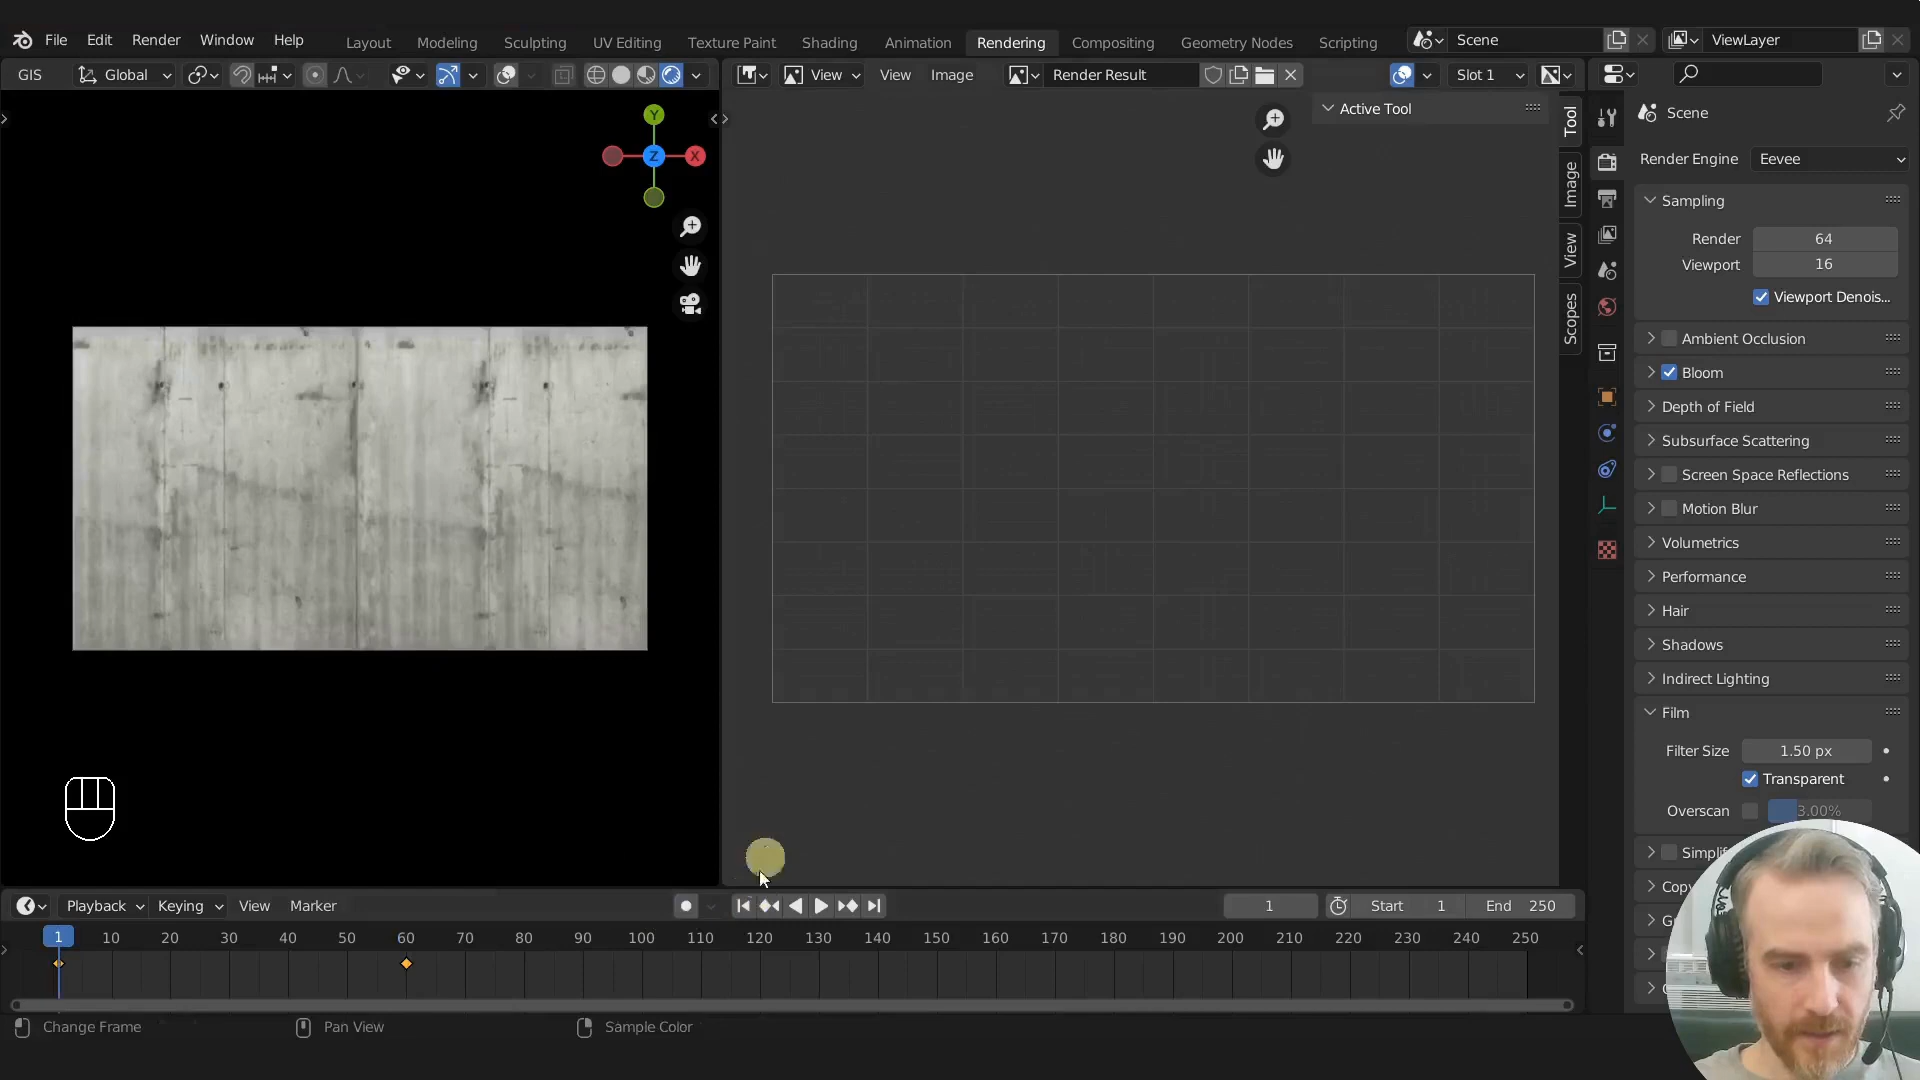 File Edit Render Window Help Layout Modeling Sculpting UV Editing Texture Paint Shading Animation Rendering Compositing Geometry Nodes Scripting Scene ViewLayer
GIS Global View View Image Render Result Slot 1
Active Tool
Tool
Image
View
Scopes
Y
Z
X
Scene
Render Engine Eevee
Sampling
Render 64
Viewport 16
Viewport Denois...
Ambient Occlusion
Bloom
Depth of Field
Subsurface Scattering
Screen Space Reflections
Motion Blur
Volumetrics
Performance
Hair
Shadows
Indirect Lighting
Film
Filter Size 1.50 px
Transparent
Overscan 3.00%
Playback Keying View Marker 1 Start 1 End 250
1 10 20 30 40 50 60 70 80 90 100 110 120 130 140 150 160 170 180 190 200 210 220 230 240 250
Change Frame Pan View Sample Color